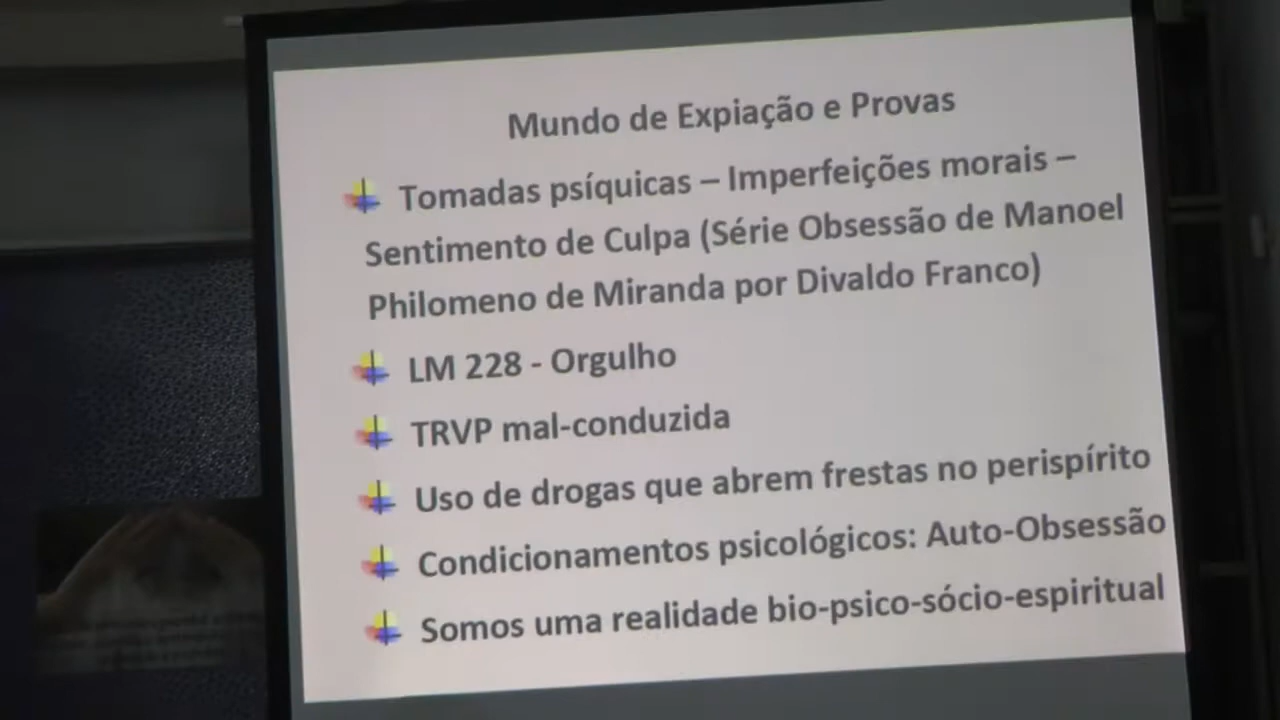 Mundo de Expiação e Provas
Tomadas psíquicas – Imperfeições morais –
Sentimento de Culpa (Série Obsessão de Manoel
Philomeno de Miranda por Divaldo Franco)
LM 228 - Orgulho
TRVP mal-conduzida
Uso de drogas que abrem frestas no perispírito
Condicionamentos psicológicos: Auto-Obsessão
Somos uma realidade bio-psico-sócio-espiritual